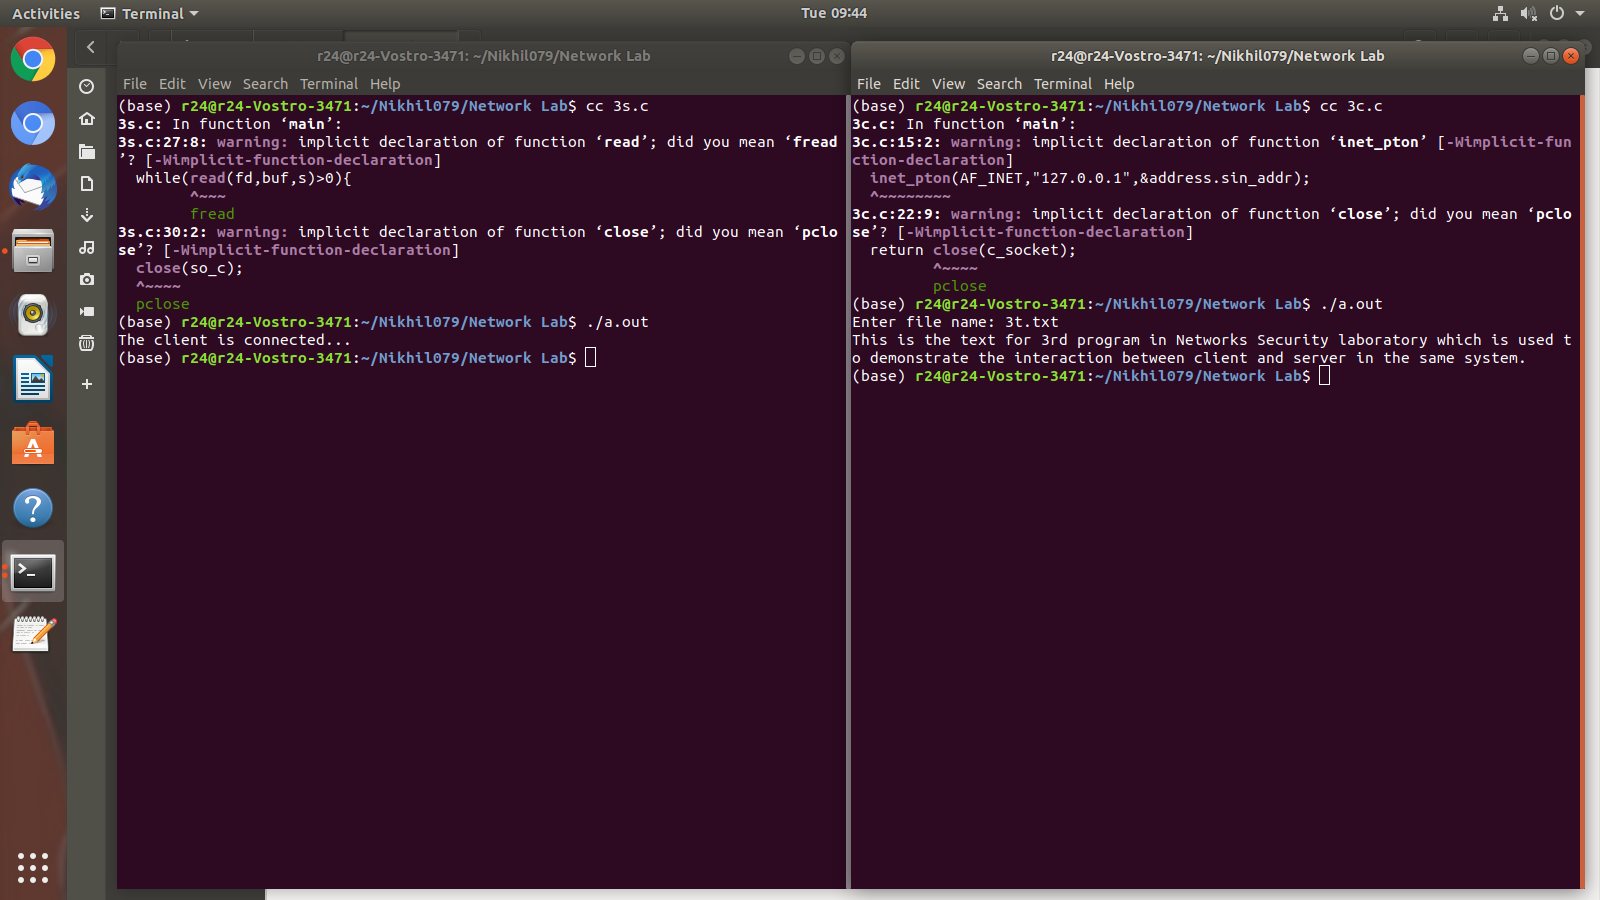 Activities Terminal Tue 09:44
r24@r24-Vostro-3471: ~/Nikhil079/Network Lab
File Edit View Search Terminal Help
(base) r24@r24-Vostro-3471:~/Nikhil079/Network Lab$ cc 3s.c
3s.c: In function ‘main’:
3s.c:27:8: warning: implicit declaration of function ‘read’; did you mean ‘fread
’? [-Wimplicit-function-declaration]
while(read(fd,buf,s)>0){
^~~~
fread
3s.c:30:2: warning: implicit declaration of function ‘close’; did you mean ‘pclo
se’? [-Wimplicit-function-declaration]
close(so_c);
^~~~~
pclose
(base) r24@r24-Vostro-3471:~/Nikhil079/Network Lab$ ./a.out
The client is connected...
(base) r24@r24-Vostro-3471:~/Nikhil079/Network Lab$
r24@r24-Vostro-3471: ~/Nikhil079/Network Lab
File Edit View Search Terminal Help
(base) r24@r24-Vostro-3471:~/Nikhil079/Network Lab$ cc 3c.c
3c.c: In function ‘main’:
3c.c:15:2: warning: implicit declaration of function ‘inet_pton’ [-Wimplicit-fun
ction-declaration]
inet_pton(AF_INET,"127.0.0.1",&address.sin_addr);
^~~~~~~~~
3c.c:22:9: warning: implicit declaration of function ‘close’; did you mean ‘pclo
se’? [-Wimplicit-function-declaration]
return close(c_socket);
^~~~~
pclose
(base) r24@r24-Vostro-3471:~/Nikhil079/Network Lab$ ./a.out
Enter file name: 3t.txt
This is the text for 3rd program in Networks Security laboratory which is used t
o demonstrate the interaction between client and server in the same system.
(base) r24@r24-Vostro-3471:~/Nikhil079/Network Lab$